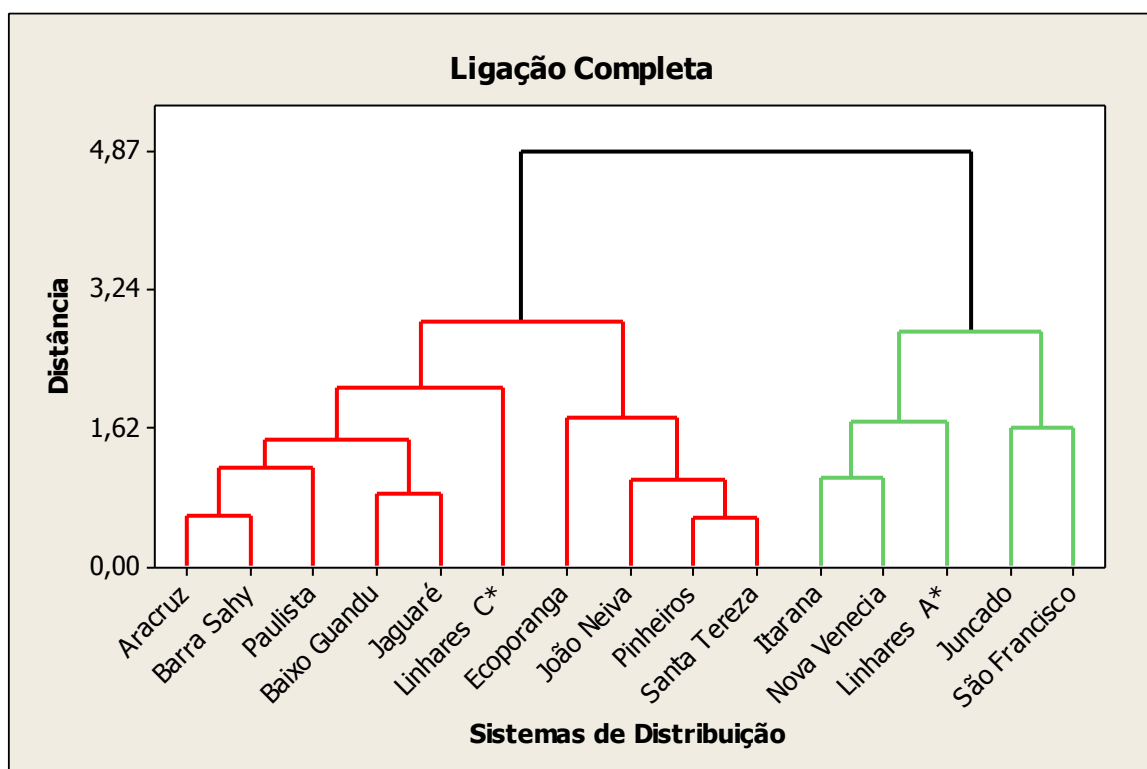 Ligação Completa
Distância
4,87
3,24
1,62
0,00
Aracruz
Barra Sahy
Paulista
Baixo Guandu
Jaguaré
Linhares C*
Ecoporanga
João Neiva
Pinheiros
Santa Tereza
Itarana
Nova Venecia
Linhares A*
Juncado
São Francisco
Sistemas de Distribuição